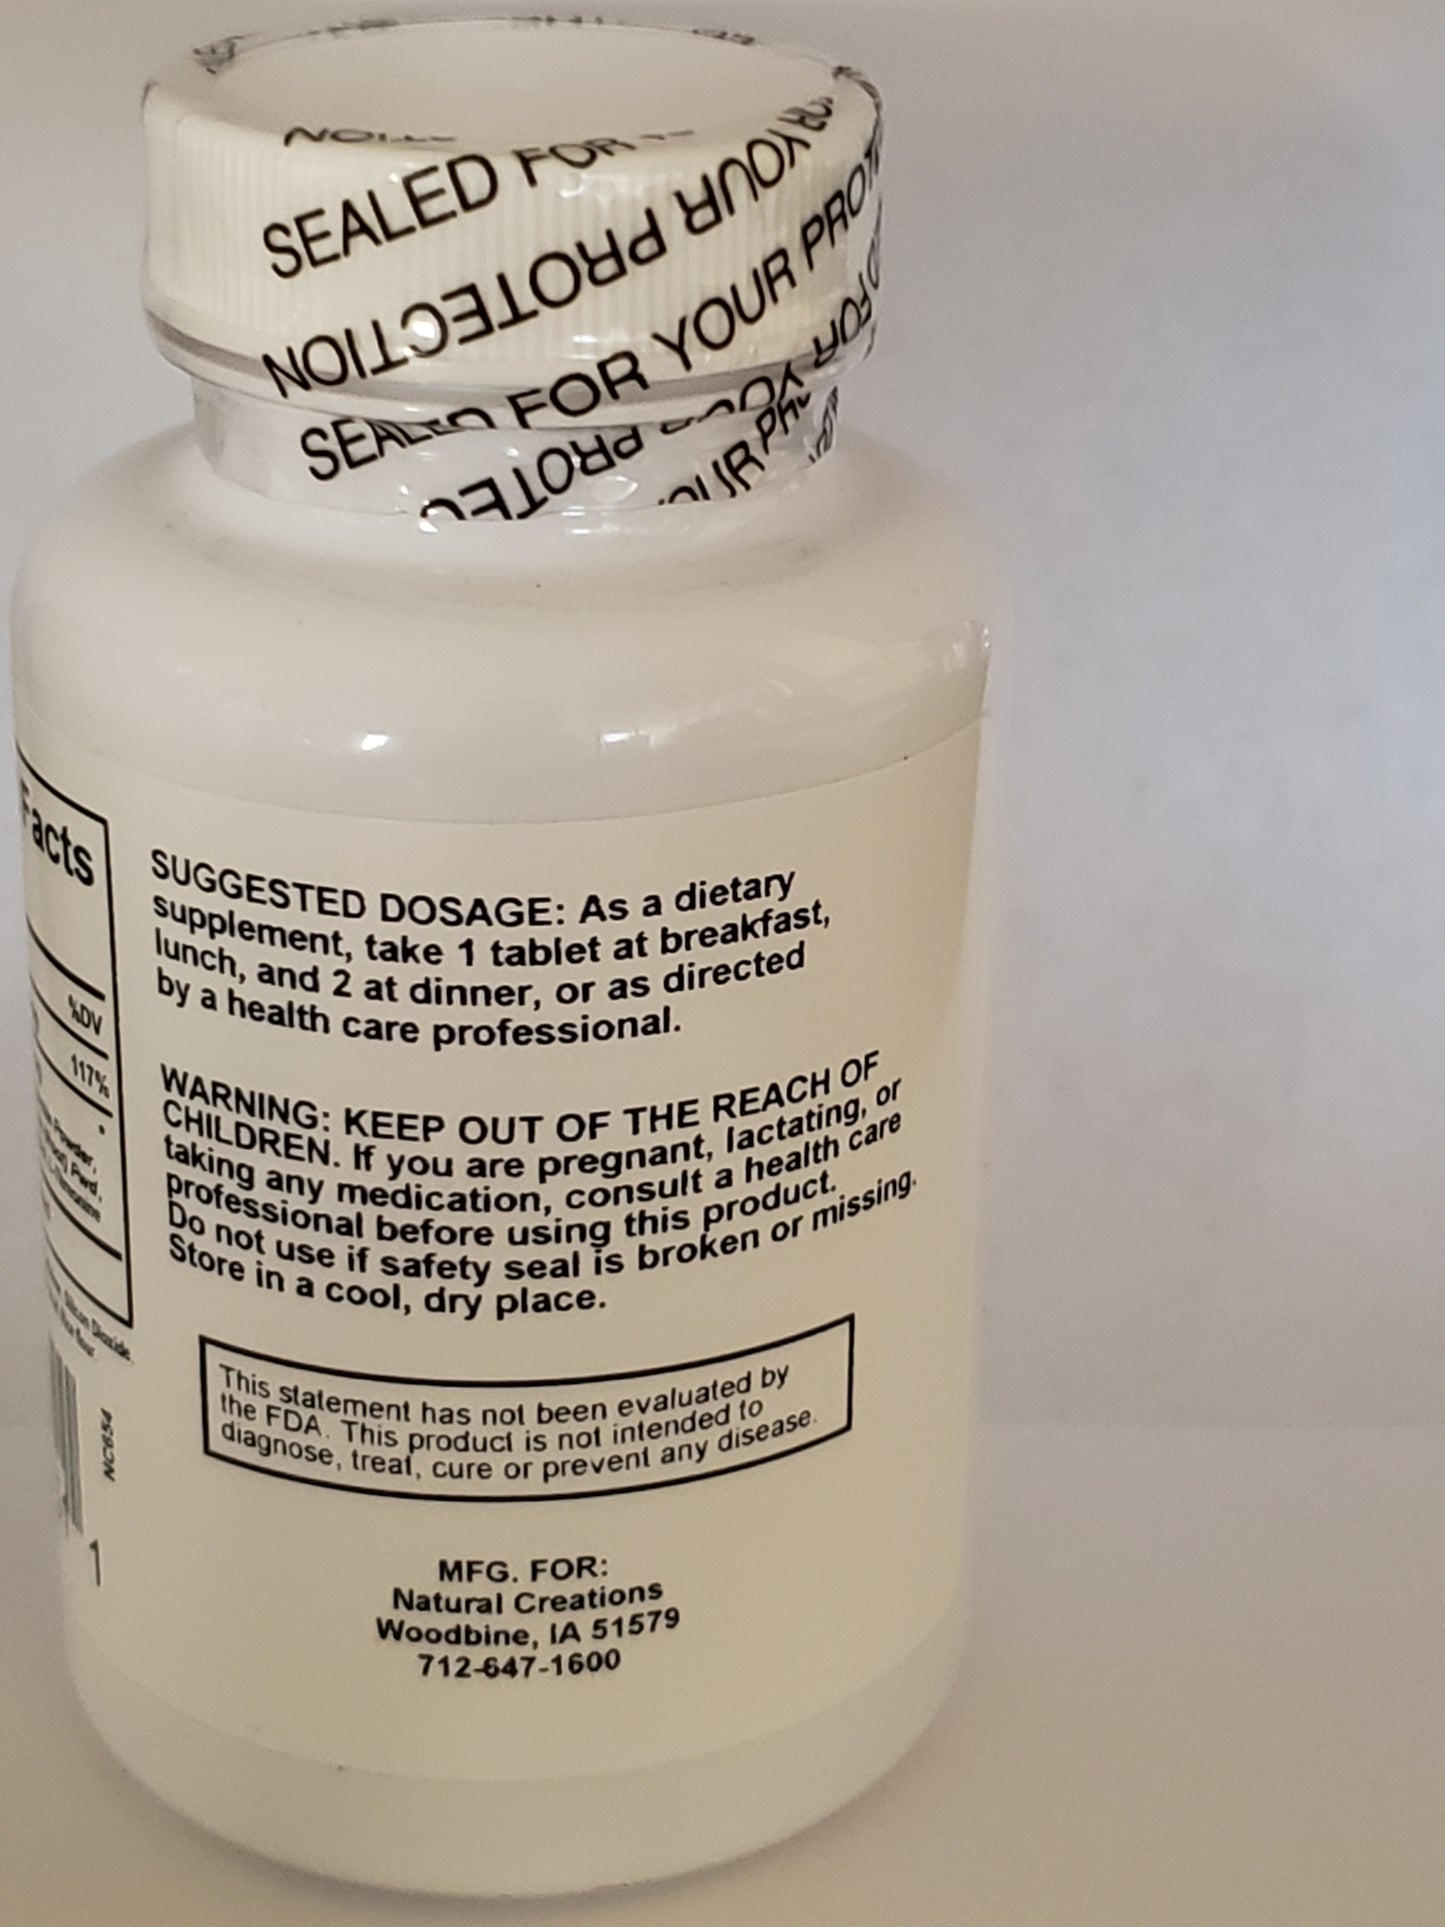 SEALED FOR
YOUR PROTECTION
SEALED FOR YOUR
Facts
%DV
117%
*
Powder,
Silicon Dioxide
NC654
1
SUGGESTED DOSAGE: As a dietary
supplement, take 1 tablet at breakfast,
lunch, and 2 at dinner, or as directed
by a health care professional.
WARNING: KEEP OUT OF THE REACH OF
CHILDREN. If you are pregnant, lactating, or
taking any medication, consult a health care
professional before using this product.
Do not use if safety seal is broken or missing.
Store in a cool, dry place.
This statement has not been evaluated by
the FDA. This product is not intended to
diagnose, treat, cure or prevent any disease.
MFG. FOR:
Natural Creations
Woodbine, IA 51579
712-647-1600